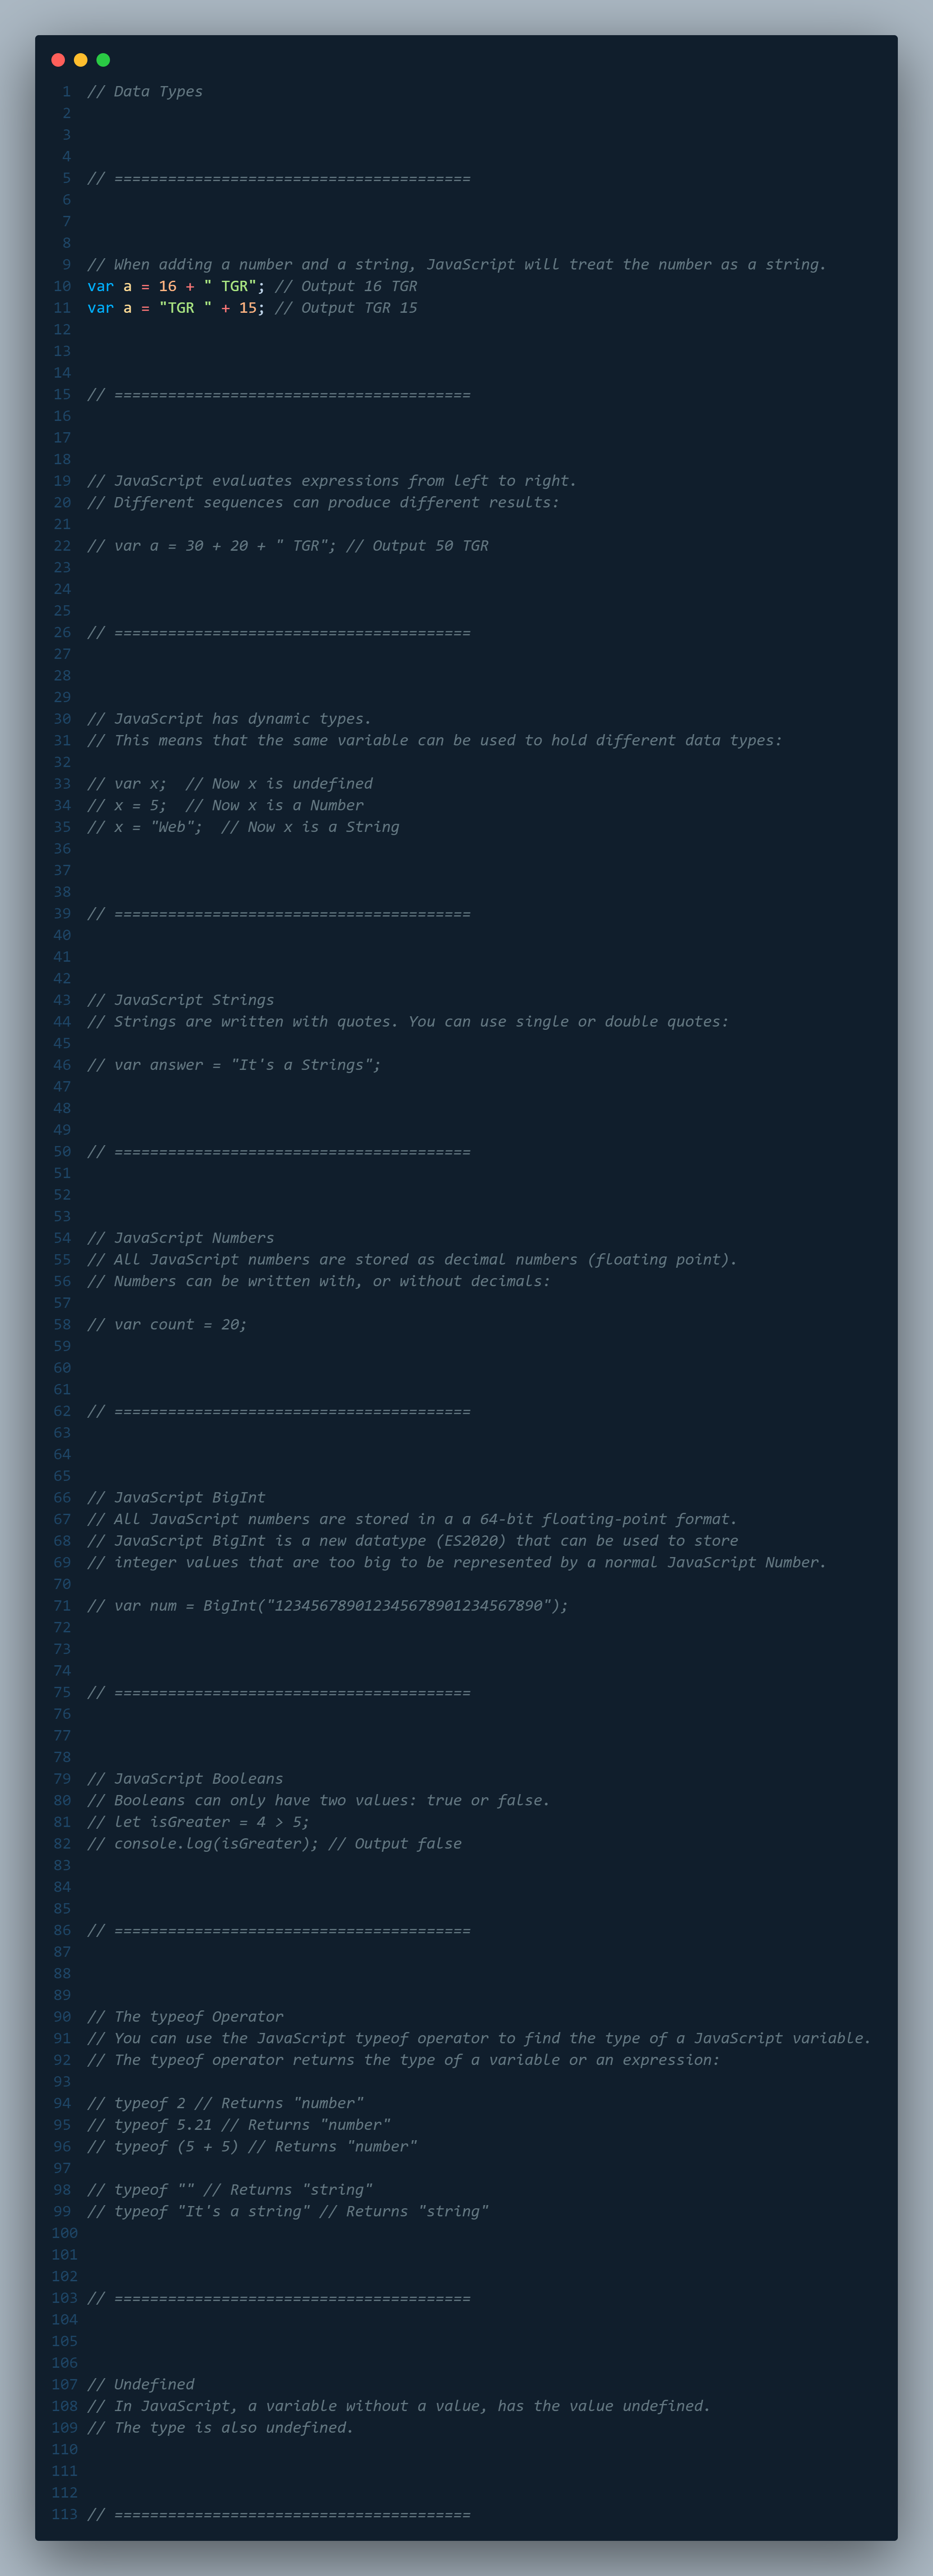 1 // Data Types
2
3
4
5 // ========================================
6
7
8
9 // When adding a number and a string, JavaScript will treat the number as a string.
10 var a = 16 + " TGR"; // Output 16 TGR
11 var a = "TGR " + 15; // Output TGR 15
12
13
14
15 // ========================================
16
17
18
19 // JavaScript evaluates expressions from left to right.
20 // Different sequences can produce different results:
21
22 // var a = 30 + 20 + " TGR"; // Output 50 TGR
23
24
25
26 // ========================================
27
28
29
30 // JavaScript has dynamic types.
31 // This means that the same variable can be used to hold different data types:
32
33 // var x;  // Now x is undefined
34 // x = 5;  // Now x is a Number
35 // x = "Web";  // Now x is a String
36
37
38
39 // ========================================
40
41
42
43 // JavaScript Strings
44 // Strings are written with quotes. You can use single or double quotes:
45
46 // var answer = "It's a Strings";
47
48
49
50 // ========================================
51
52
53
54 // JavaScript Numbers
55 // All JavaScript numbers are stored as decimal numbers (floating point).
56 // Numbers can be written with, or without decimals:
57
58 // var count = 20;
59
60
61
62 // ========================================
63
64
65
66 // JavaScript BigInt
67 // All JavaScript numbers are stored in a a 64-bit floating-point format.
68 // JavaScript BigInt is a new datatype (ES2020) that can be used to store
69 // integer values that are too big to be represented by a normal JavaScript Number.
70
71 // var num = BigInt("123456789012345678901234567890");
72
73
74
75 // ========================================
76
77
78
79 // JavaScript Booleans
80 // Booleans can only have two values: true or false.
81 // let isGreater = 4 > 5;
82 // console.log(isGreater); // Output false
83
84
85
86 // ========================================
87
88
89
90 // The typeof Operator
91 // You can use the JavaScript typeof operator to find the type of a JavaScript variable.
92 // The typeof operator returns the type of a variable or an expression:
93
94 // typeof 2 // Returns "number"
95 // typeof 5.21 // Returns "number"
96 // typeof (5 + 5) // Returns "number"
97
98 // typeof "" // Returns "string"
99 // typeof "It's a string" // Returns "string"
100
101
102
103 // ========================================
104
105
106
107 // Undefined
108 // In JavaScript, a variable without a value, has the value undefined.
109 // The type is also undefined.
110
111
112
113 // ========================================